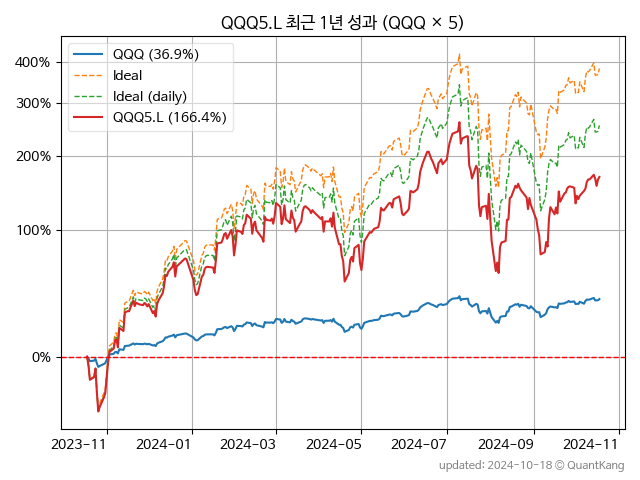 QQQ5.L 최근 1년 성과 (QQQ × 5)
QQQ (36.9%)
Ideal
Ideal (daily)
QQQ5.L (166.4%)
400%
300%
200%
100%
0%
2023-11
2024-01
2024-03
2024-05
2024-07
2024-09
2024-11
updated: 2024-10-18 © QuantKang